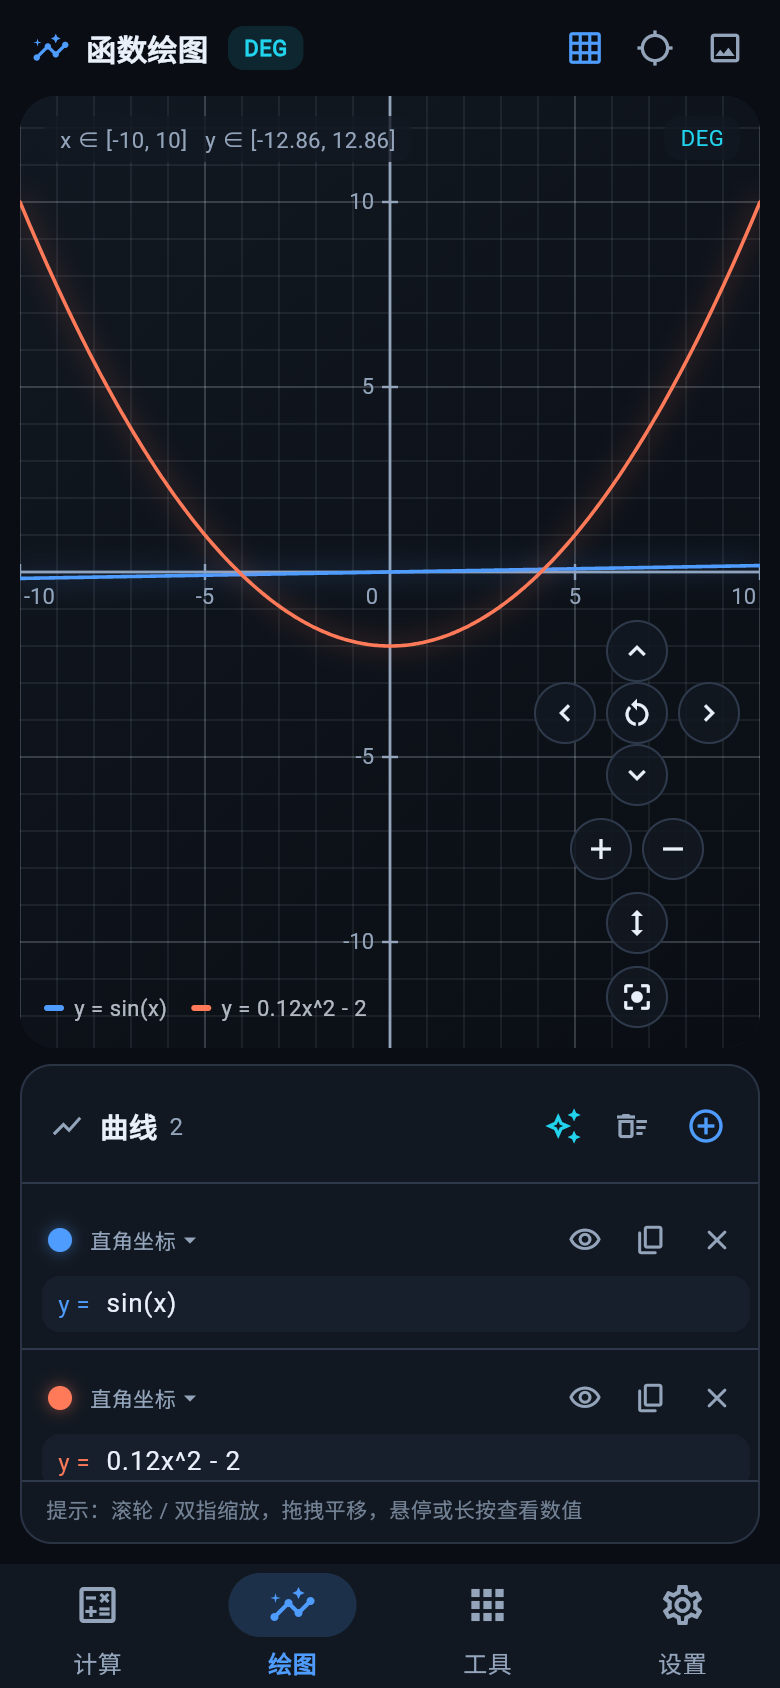 函数绘图 DEG
x ∈ [-10, 10] y ∈ [-12.86, 12.86] DEG
10
5
-10 -5 0 5 10
-5
-10
y = sin(x) y = 0.12x^2 - 2
曲线 2
直角坐标
y = sin(x)
直角坐标
y = 0.12x^2 - 2
提示：滚轮 / 双指缩放，拖拽平移，悬停或长按查看数值
计算 绘图 工具 设置